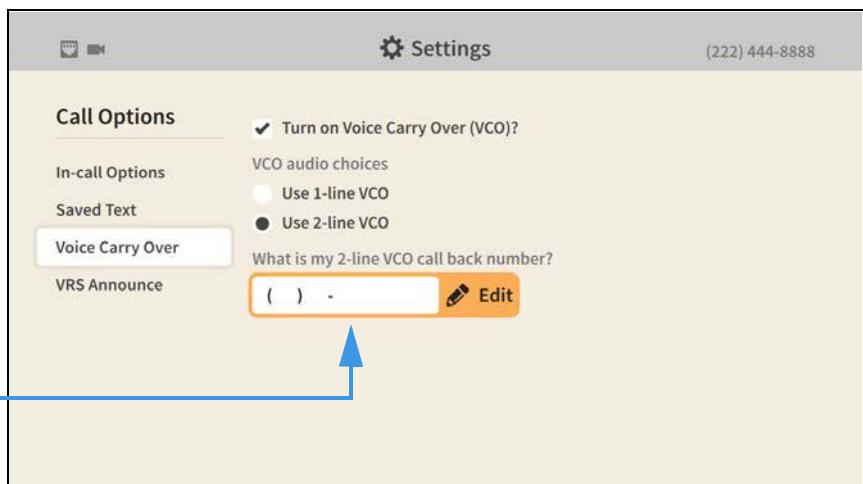 Settings
(222) 444-8888
Call Options
In-call Options
Saved Text
Voice Carry Over
VRS Announce
Turn on Voice Carry Over (VCO)?
VCO audio choices
Use 1-line VCO
Use 2-line VCO
What is my 2-line VCO call back number?
( ) - Edit